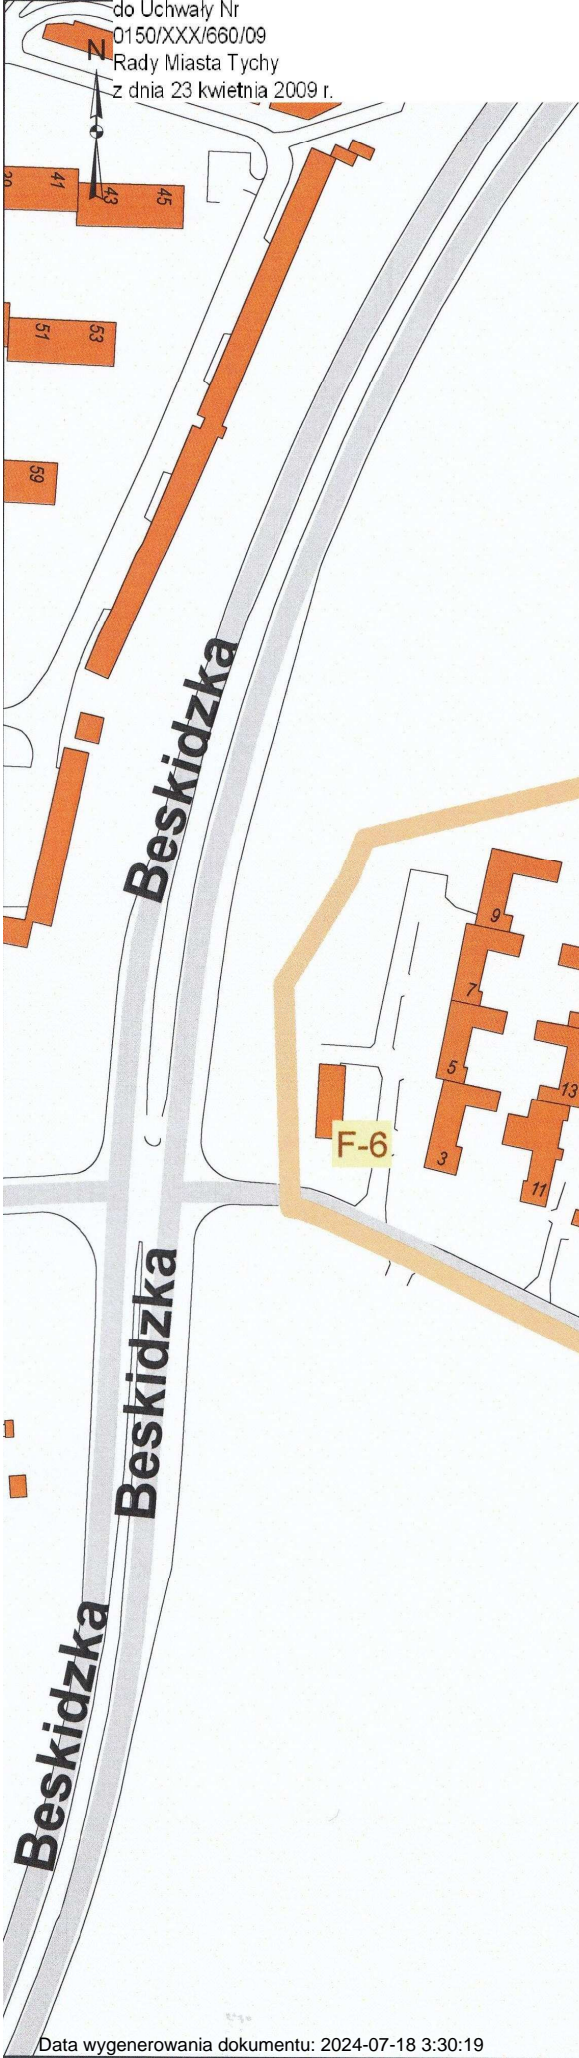 do Uchwały Nr
0150/XXX/660/09
Rady Miasta Tychy
z dnia 23 kwietnia 2009 r.
N
41
43
45
51
53
59
Beskidzka
9
7
5
13
F-6
3
11
Beskidzka
Beskidzka
Data wygenerowania dokumentu: 2024-07-18 3:30:19